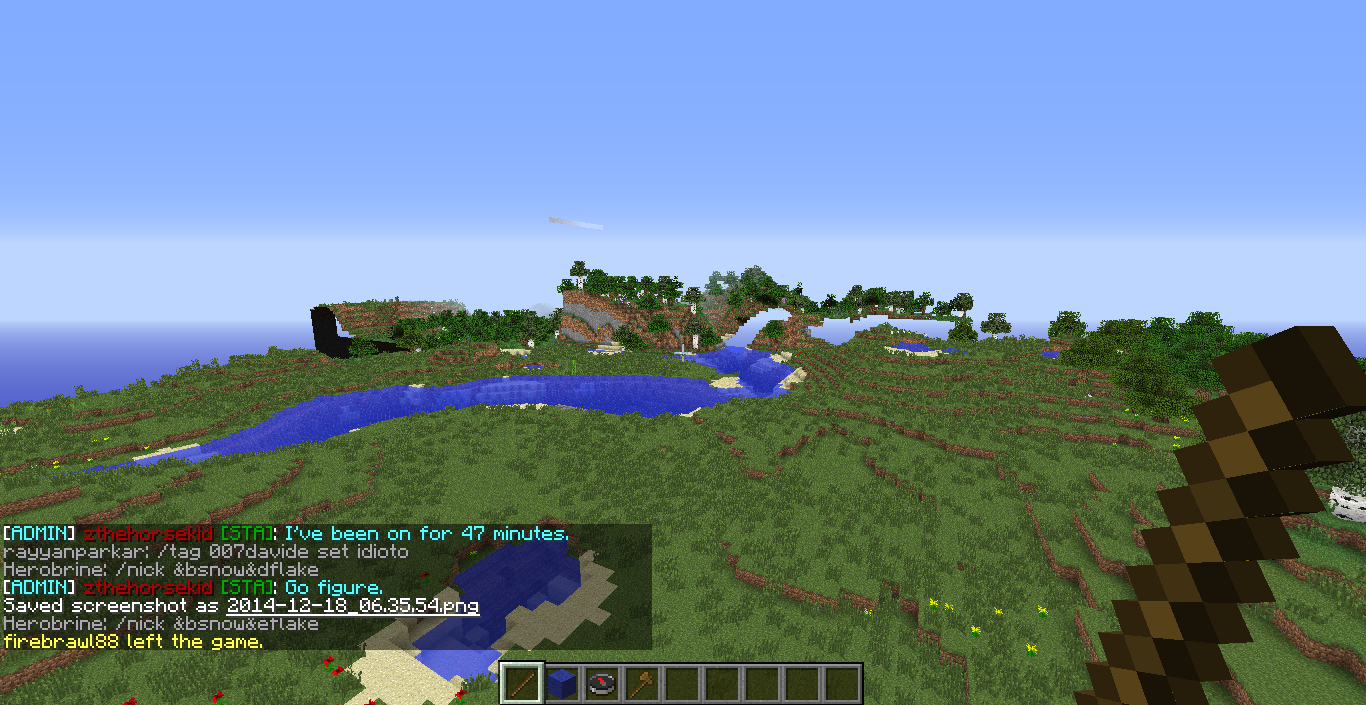 [ADMIN] zthehorsekid [STA]: I've been on for 47 minutes.
rayyanparkar: /tag 007davide set idioto
Herobrine: /nick &bsnow&dflake
[ADMIN] zthehorsekid [STA]: Go figure.
Saved screenshot as 2014-12-18_06.35.54.png
Herobrine: /nick &bsnow&eflake
firebrawl88 left the game.